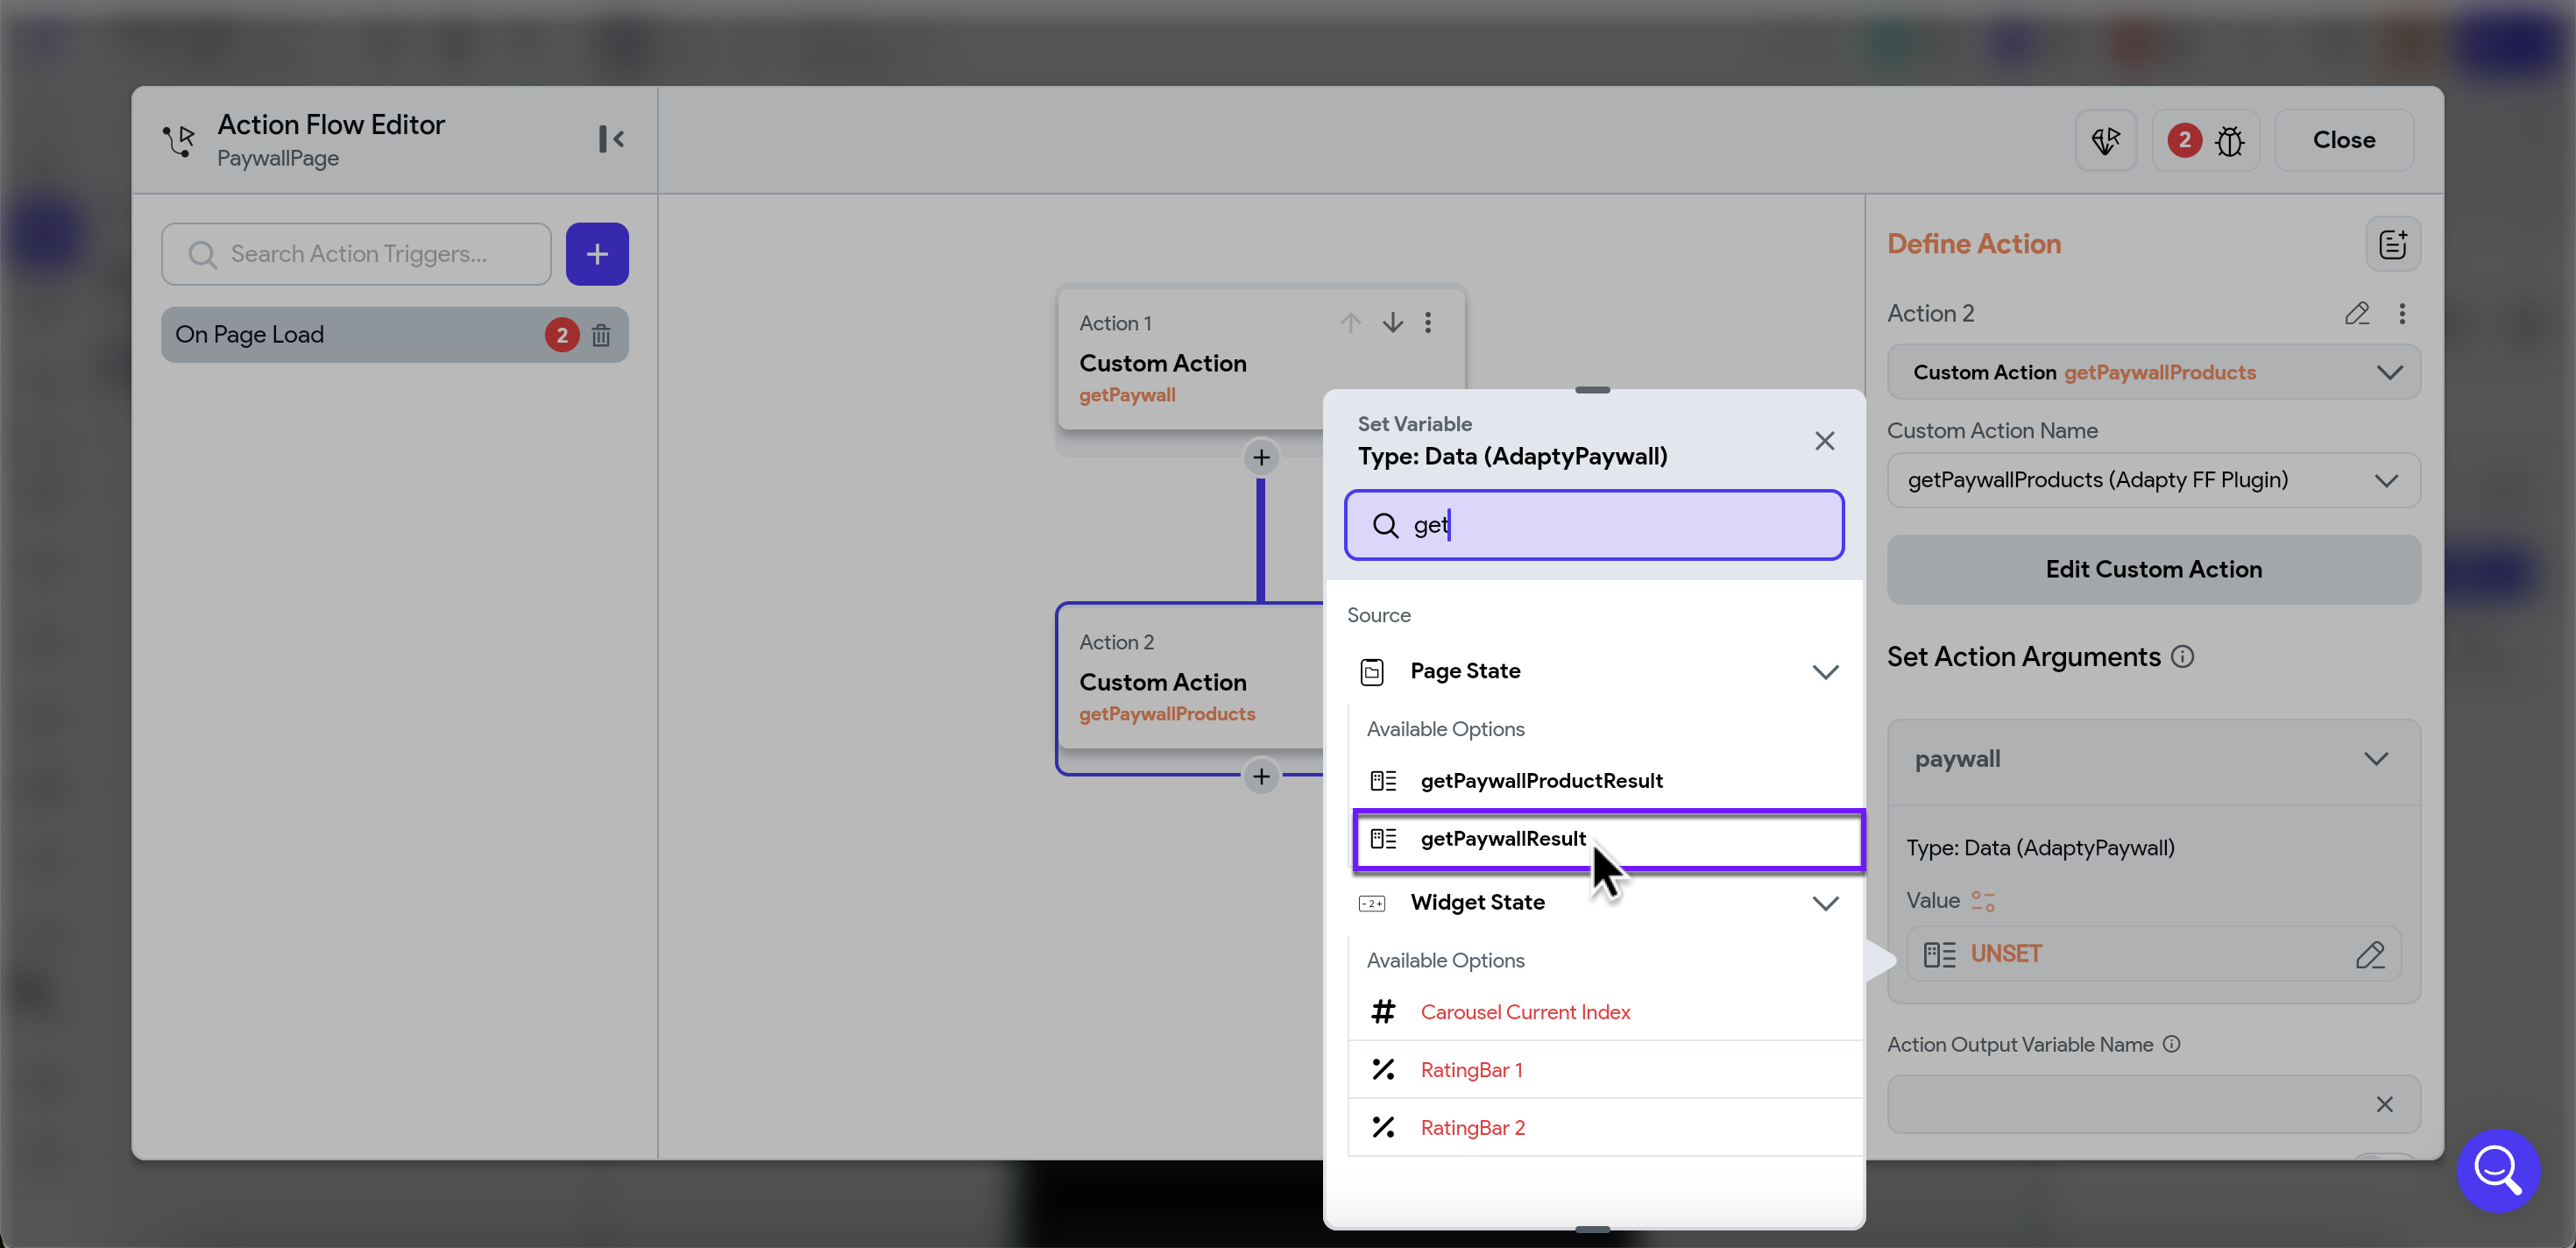 Action Flow Editor
PaywallPage
2
Close
Search Action Triggers...
On Page Load
2
Action 1
Custom Action
getPaywall
Action 2
Custom Action
getPaywallProducts
Set Variable
Type: Data (AdaptyPaywall)
get
Source
Page State
Available Options
getPaywallProductResult
getPaywallResult
Widget State
Available Options
Carousel Current Index
RatingBar 1
RatingBar 2
Define Action
Action 2
Custom Action getPaywallProducts
Custom Action Name
getPaywallProducts (Adapty FF Plugin)
Edit Custom Action
Set Action Arguments
paywall
Type: Data (AdaptyPaywall)
Value
UNSET
Action Output Variable Name